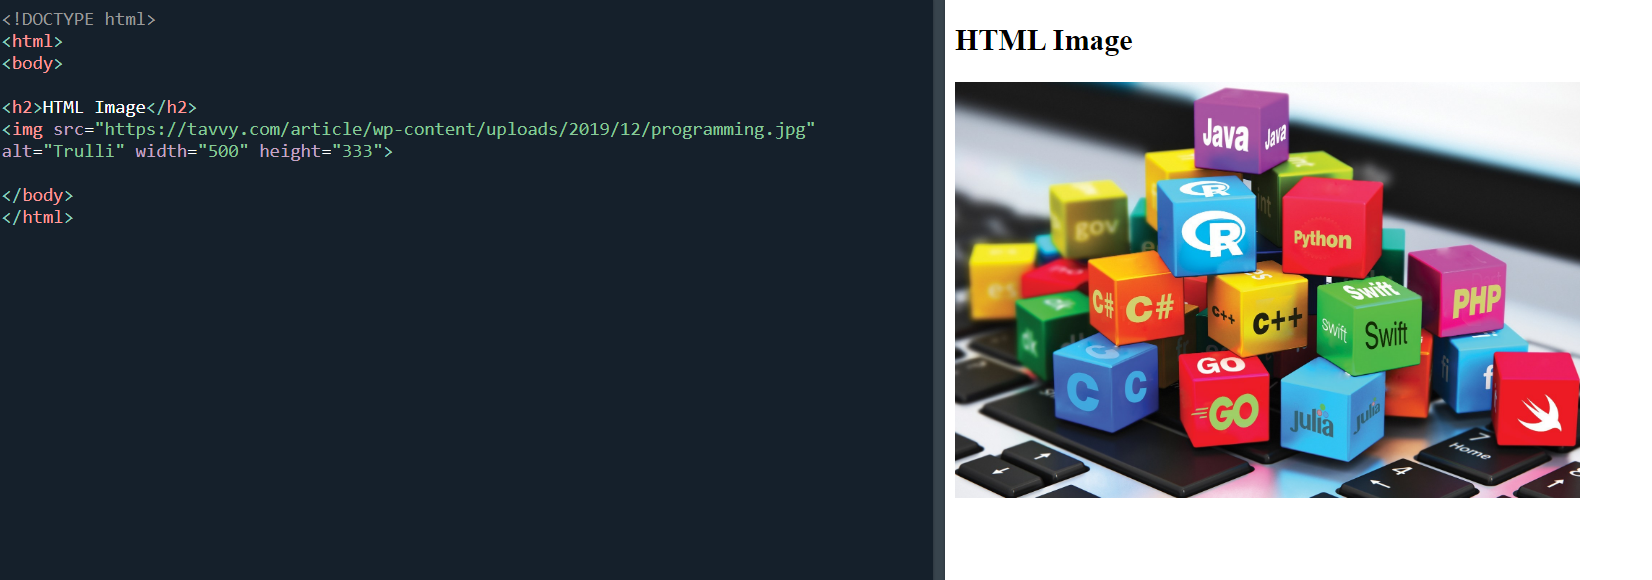 <!DOCTYPE html>
<html>
<body>
<h2>HTML Image</h2>
<img src="https://tavvy.com/article/wp-content/uploads/2019/12/programming.jpg"
alt="Trulli" width="500" height="333">
</body>
</html>
HTML Image
Java Java
R
gov R Python
es C# C# C++ C++ Swift
Swift Swift PHP
C C C GO
GO julia julia f
7
Home
4